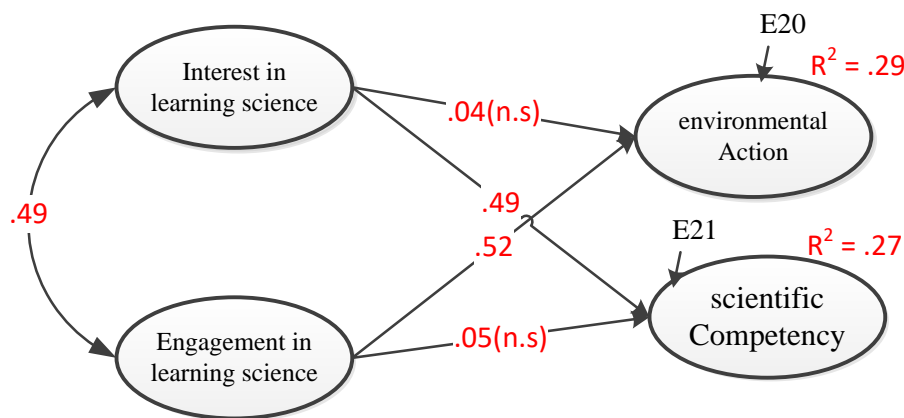 E20
R² = .29
Interest in
learning science
.04(n.s)
environmental
Action
.49
.49
.52
E21
R² = .27
scientific
Competency
Engagement in
learning science
.05(n.s)